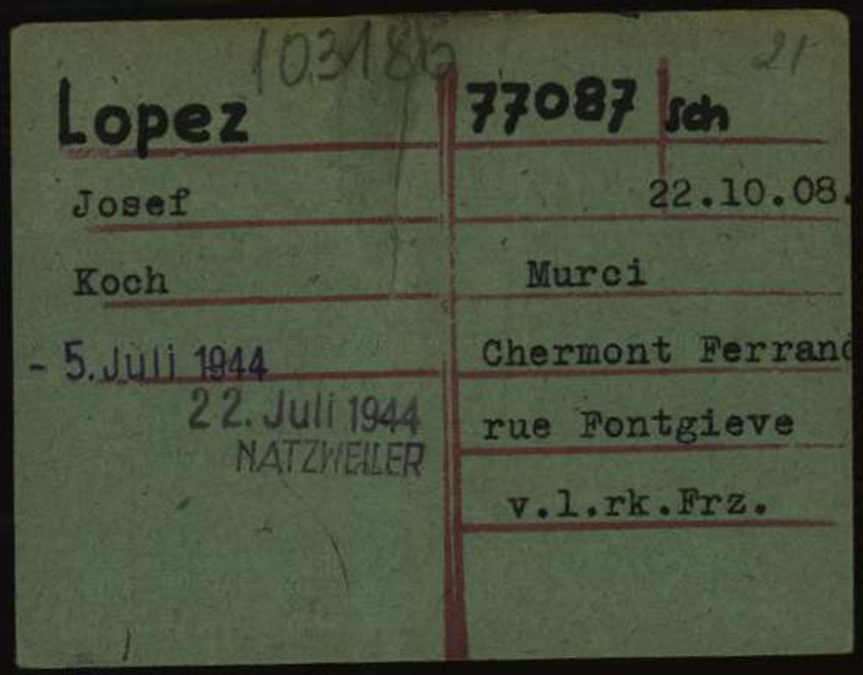 103186 21
Lopez 77087 Sch
Josef 22.10.08.
Koch Murci
- 5. Juli 1944 Chermont Ferrand
22. Juli 1944 rue Fontgieve
NATZWEILER
v.l.rk.Frz.